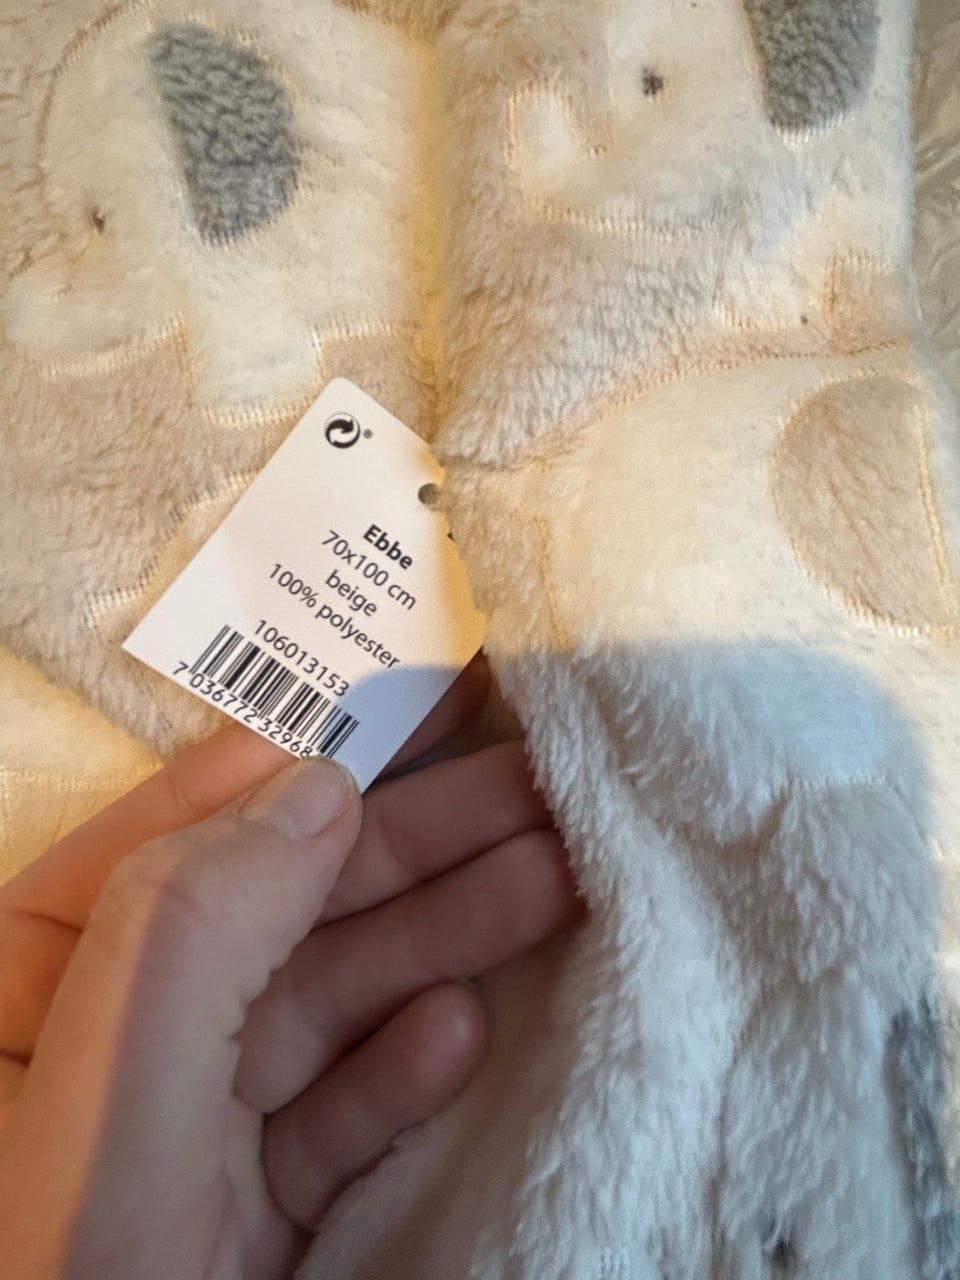 ®
Ebbe
70x100 cm
beige
100% polyester
106013153
7 036772 32968